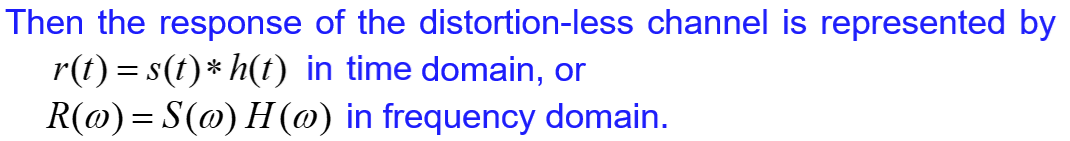 Then the response of the distortion-less channel is represented by
r(t) = s(t) * h(t) in time domain, or
R(ω) = S(ω) H(ω) in frequency domain.